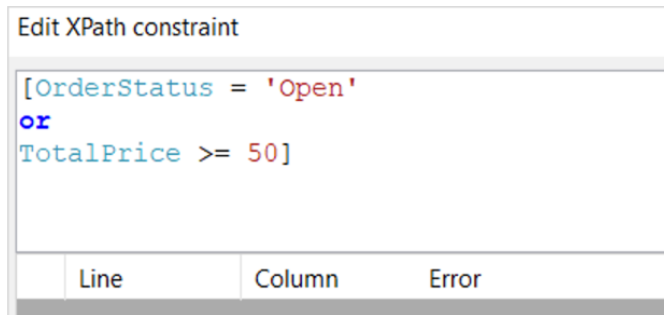 Edit XPath constraint
[OrderStatus = 'Open'
or
TotalPrice >= 50]
Line Column Error